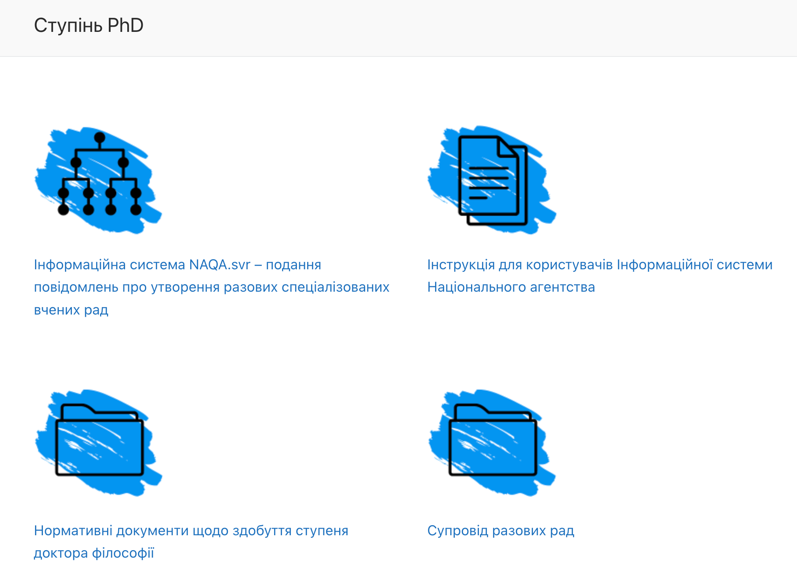 Ступінь PhD
Інформаційна система NAQA.svr – подання
повідомлень про утворення разових спеціалізованих
вчених рад
Інструкція для користувачів Інформаційної системи
Національного агентства
Нормативні документи щодо здобуття ступеня
доктора філософії
Супровід разових рад